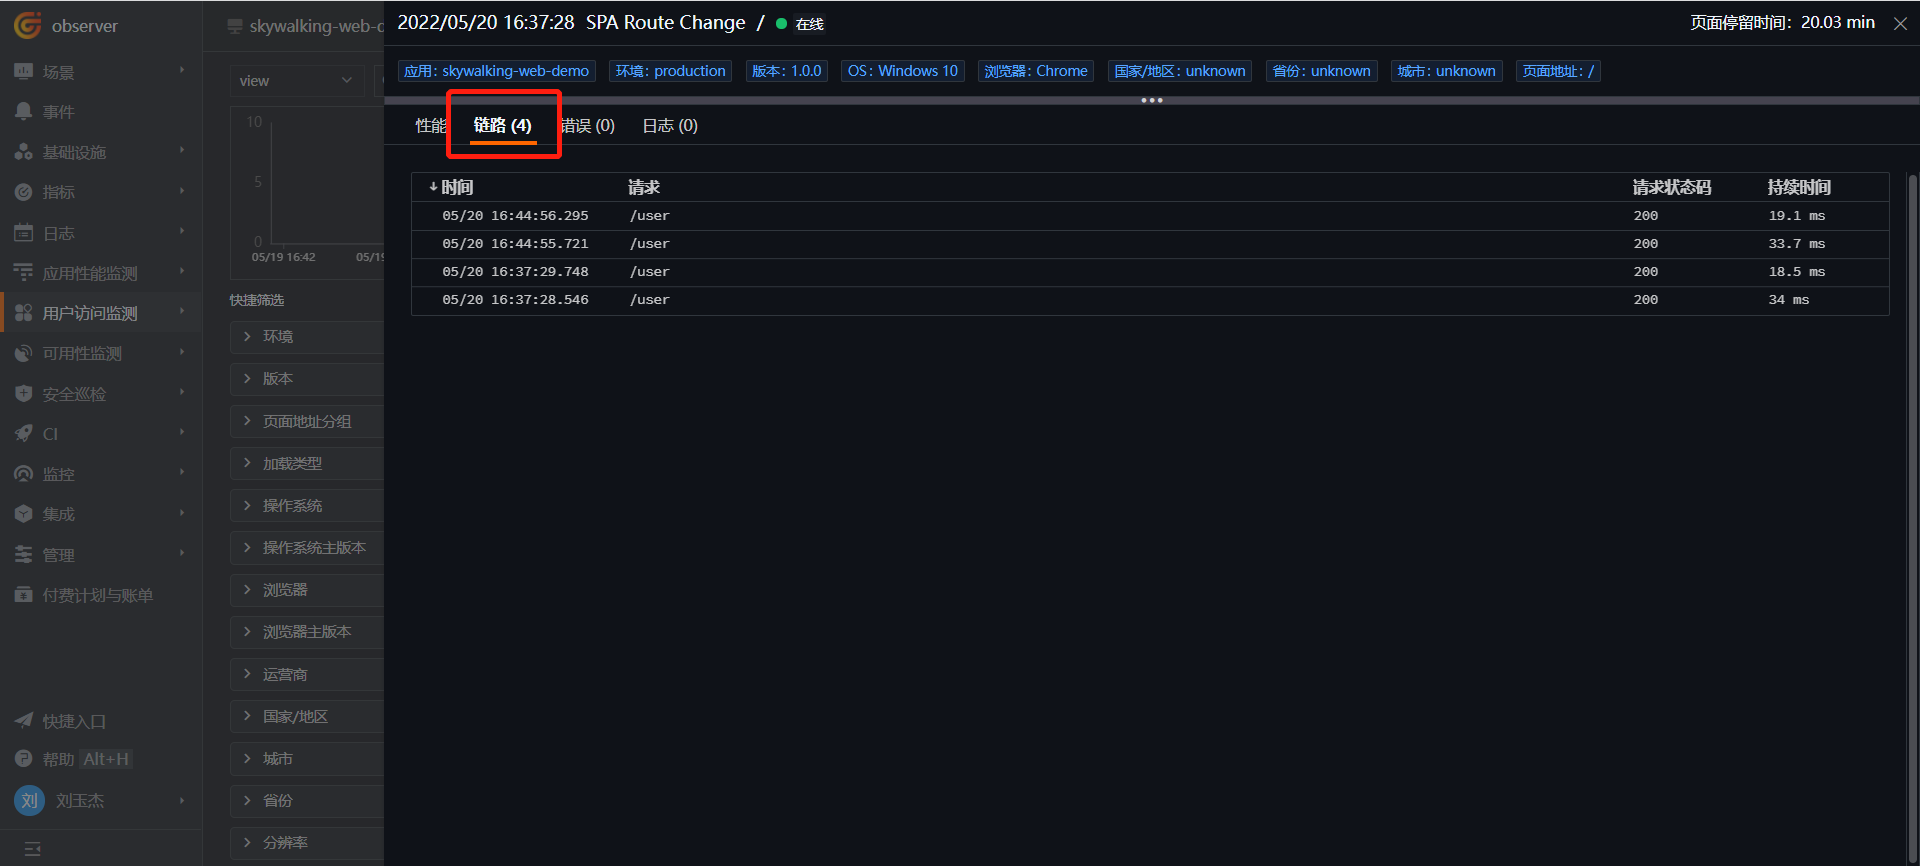 observer
场景
事件
基础设施
指标
日志
应用性能监测
用户访问监测
可用性监测
安全巡检
CI
监控
集成
管理
付费计划与账单
快捷入口
帮助 Alt+H
刘 刘玉杰
skywalking-web-d
view
10
5
0
05/19 16:42
05/19
快捷筛选
环境
版本
页面地址分组
加载类型
操作系统
操作系统主版本
浏览器
浏览器主版本
运营商
国家/地区
城市
省份
分辨率
2022/05/20 16:37:28 SPA Route Change / 在线
页面停留时间：20.03 min
应用：skywalking-web-demo 环境：production 版本：1.0.0 OS：Windows 10 浏览器：Chrome 国家/地区：unknown 省份：unknown 城市：unknown 页面地址：/
性能 链路 (4) 错误 (0) 日志 (0)
时间 请求 请求状态码 持续时间
05/20 16:44:56.295 /user 200 19.1 ms
05/20 16:44:55.721 /user 200 33.7 ms
05/20 16:37:29.748 /user 200 18.5 ms
05/20 16:37:28.546 /user 200 34 ms